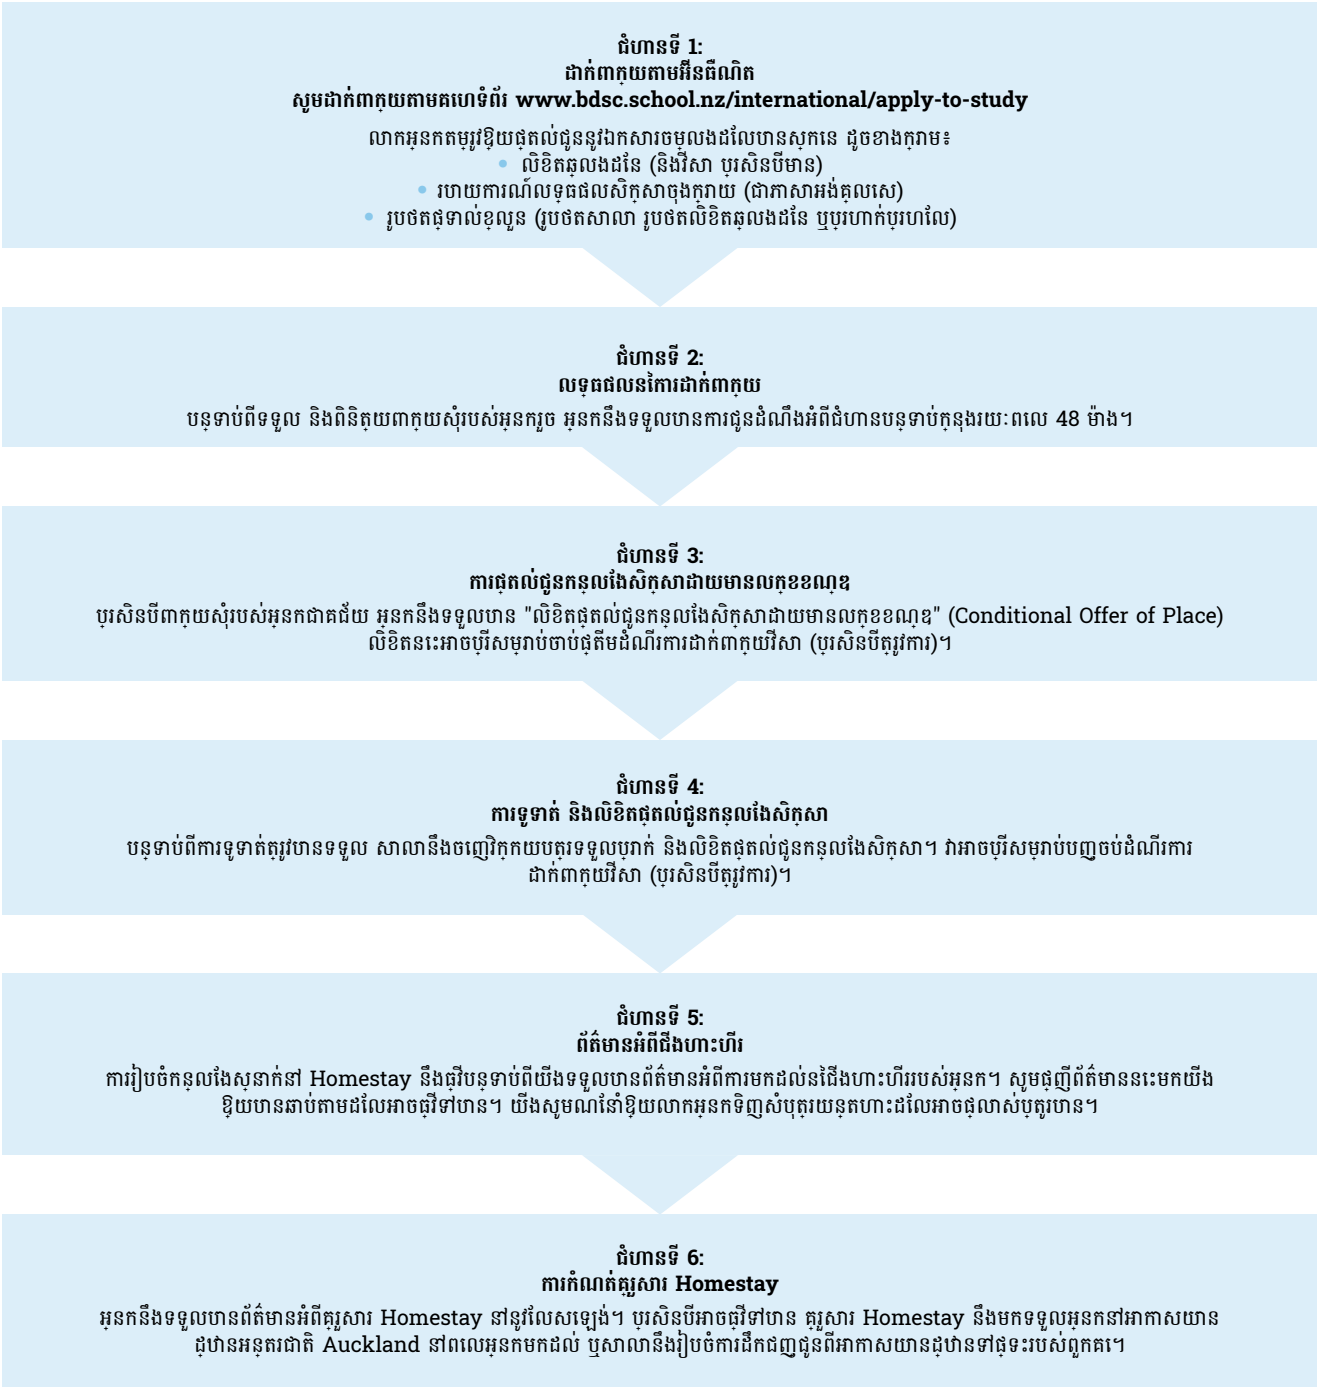 ជំហានទី 1:
ដាក់ពាក្យតាមអ៊ីនធឺណិត
សូមដាក់ពាក្យតាមគេហទំព័រ www.bdsc.school.nz/international/apply-to-study
លោកអ្នកតម្រូវឱ្យផ្តល់ជូននូវឯកសារចម្លងដែលបានស្កេន ដូចខាងក្រោម៖
• លិខិតឆ្លងដែន (និងវីសា ប្រសិនបើមាន)
• របាយការណ៍លទ្ធផលសិក្សាចុងក្រោយ (ជាភាសាអង់គ្លេស)
• រូបថតផ្ទាល់ខ្លួន (រូបថតសាលា រូបថតលិខិតឆ្លងដែន ឬប្រហាក់ប្រហែល)
ជំហានទី 2:
លទ្ធផលនៃការដាក់ពាក្យ
បន្ទាប់ពីទទួល និងពិនិត្យពាក្យសុំរបស់អ្នករួច អ្នកនឹងទទួលបានការជូនដំណឹងអំពីជំហានបន្ទាប់ក្នុងរយៈពេល 48 ម៉ោង។
ជំហានទី 3:
ការផ្តល់ជូនកន្លែងសិក្សាដោយមានលក្ខខណ្ឌ
ប្រសិនបើពាក្យសុំរបស់អ្នកជោគជ័យ អ្នកនឹងទទួលបាន "លិខិតផ្តល់ជូនកន្លែងសិក្សាដោយមានលក្ខខណ្ឌ" (Conditional Offer of Place)
លិខិតនេះអាចប្រើសម្រាប់ចាប់ផ្តើមដំណើរការដាក់ពាក្យវីសា (ប្រសិនបើត្រូវការ)។
ជំហានទី 4:
ការទូទាត់ និងលិខិតផ្តល់ជូនកន្លែងសិក្សា
បន្ទាប់ពីការទូទាត់ត្រូវបានទទួល សាលានឹងចេញវិក្កយបត្រទទួលប្រាក់ និងលិខិតផ្តល់ជូនកន្លែងសិក្សា។ វាអាចប្រើសម្រាប់បញ្ចប់ដំណើរការ
ដាក់ពាក្យវីសា (ប្រសិនបើត្រូវការ)។
ជំហានទី 5:
ព័ត៌មានអំពីជើងហោះហើរ
ការរៀបចំកន្លែងស្នាក់នៅ Homestay នឹងធ្វើបន្ទាប់ពីយើងទទួលបានព័ត៌មានអំពីការមកដល់នៃជើងហោះហើររបស់អ្នក។ សូមផ្ញើព័ត៌មាននេះមកយើង
ឱ្យបានឆាប់តាមដែលអាចធ្វើទៅបាន។ យើងសូមណែនាំឱ្យលោកអ្នកទិញសំបុត្រយន្តហោះដែលអាចផ្លាស់ប្តូរបាន។
ជំហានទី 6:
ការកំណត់គ្រួសារ Homestay
អ្នកនឹងទទួលបានព័ត៌មានអំពីគ្រួសារ Homestay នៅនូវែលសឡេង់។ ប្រសិនបើអាចធ្វើទៅបាន គ្រួសារ Homestay នឹងមកទទួលអ្នកនៅអាកាសយាន
ដ្ឋានអន្តរជាតិ Auckland នៅពេលអ្នកមកដល់ ឬសាលានឹងរៀបចំការដឹកជញ្ជូនពីអាកាសយានដ្ឋានទៅផ្ទះរបស់ពួកគេ។